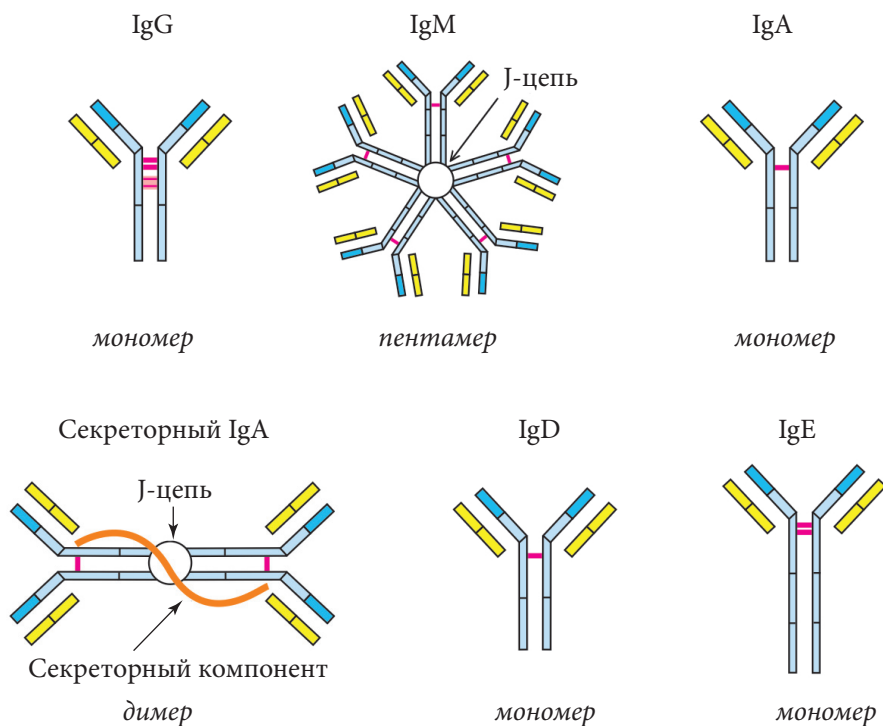 IgG
IgM
IgA
J-цепь
мономер
пентамер
мономер
Секреторный IgA
IgD
IgE
J-цепь
Секреторный компонент
димер
мономер
мономер